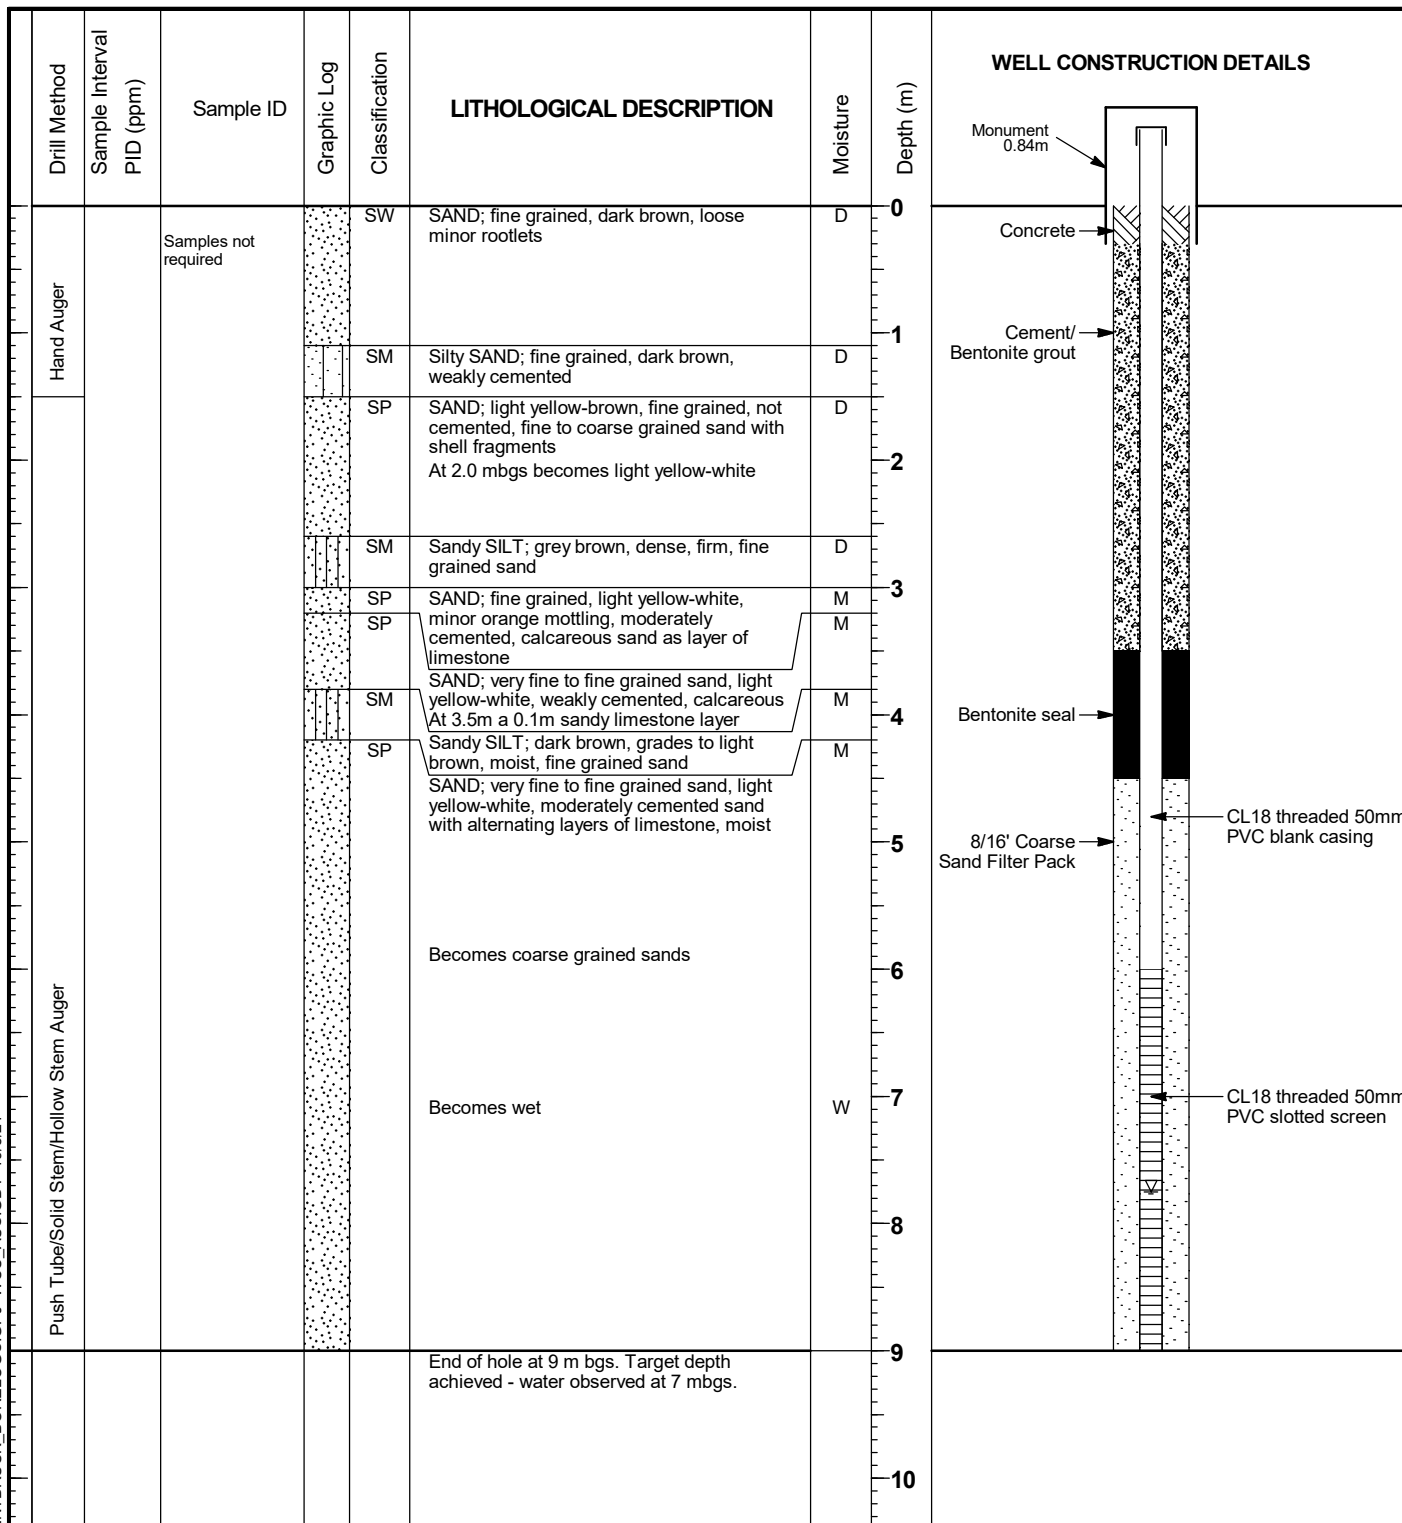 Drill Method
Sample Interval
PID (ppm)
Sample ID
Graphic Log
Classification
LITHOLOGICAL DESCRIPTION
Moisture
Depth (m)
WELL CONSTRUCTION DETAILS
Monument
0.84m
0
SW
SAND; fine grained, dark brown, loose
minor rootlets
D
Samples not
required
Concrete
Hand Auger
1
Cement/
Bentonite grout
SM
Silty SAND; fine grained, dark brown,
weakly cemented
D
SP
SAND; light yellow-brown, fine grained, not
cemented, fine to coarse grained sand with
shell fragments
D
At 2.0 mbgs becomes light yellow-white
2
SM
Sandy SILT; grey brown, dense, firm, fine
grained sand
D
3
SP
SAND; fine grained, light yellow-white,
minor orange mottling, moderately
cemented, calcareous sand as layer of
limestone
M
SP
SAND; very fine to fine grained sand, light
yellow-white, weakly cemented, calcareous
At 3.5m a 0.1m sandy limestone layer
M
SM
Sandy SILT; dark brown, grades to light
brown, moist, fine grained sand
M
4
Bentonite seal
SP
SAND; very fine to fine grained sand, light
yellow-white, moderately cemented sand
with alternating layers of limestone, moist
M
CL18 threaded 50mm
PVC blank casing
5
8/16' Coarse
Sand Filter Pack
Becomes coarse grained sands
6
Push Tube/Solid Stem/Hollow Stem Auger
7
Becomes wet
W
CL18 threaded 50mm
PVC slotted screen
8
9
End of hole at 9 m bgs. Target depth
achieved - water observed at 7 mbgs.
10